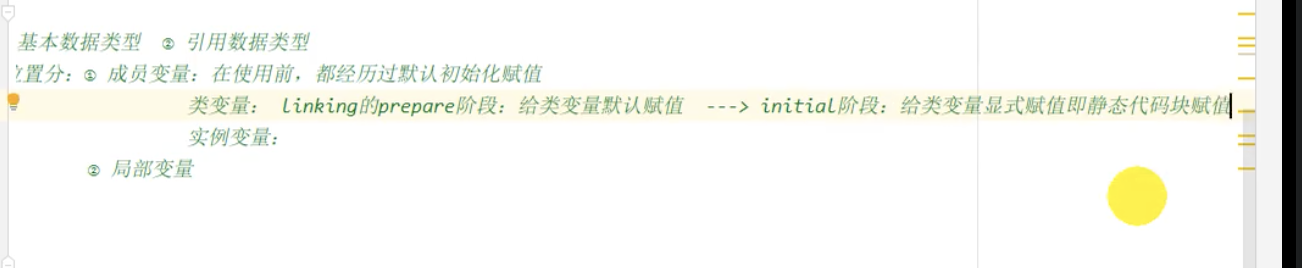 基本数据类型 ② 引用数据类型
置分：① 成员变量：在使用前，都经历过默认初始化赋值
类变量： linking的prepare阶段：给类变量默认赋值 ---> initial阶段：给类变量显式赋值即静态代码块赋值
实例变量：
② 局部变量